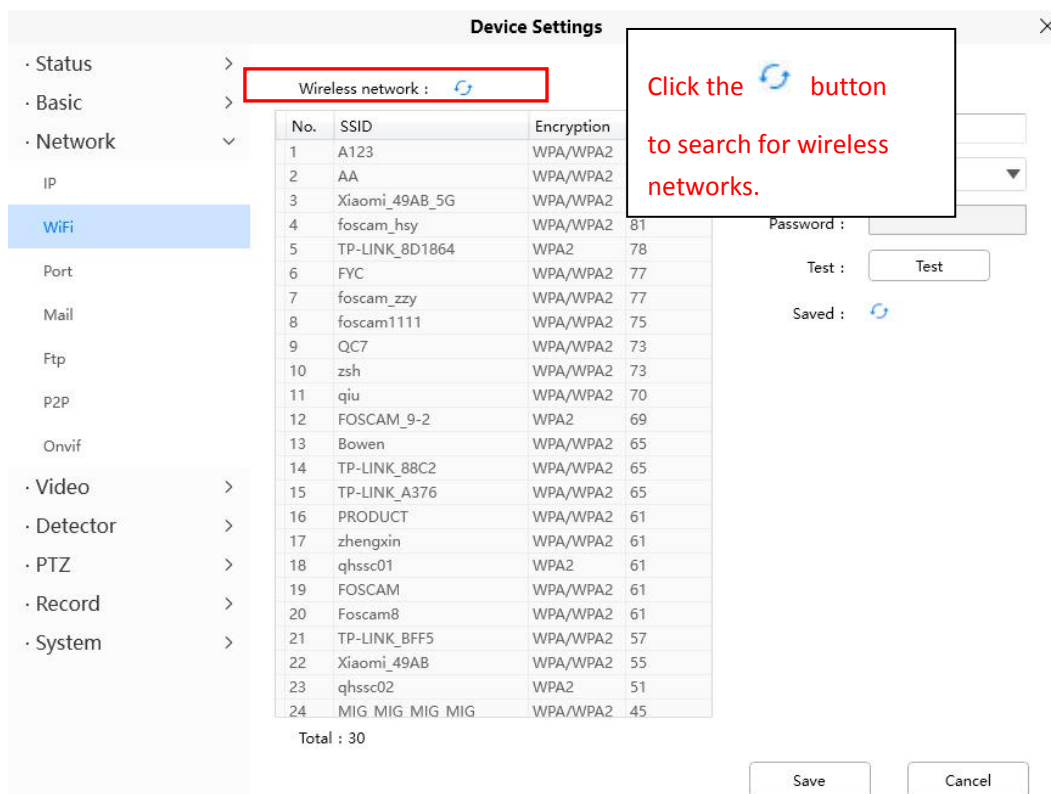 Device Settings
· Status
· Basic
· Network
IP
WiFi
Port
Mail
Ftp
P2P
Onvif
· Video
· Detector
· PTZ
· Record
· System
Wireless network :
No. SSID Encryption
1 A123 WPA/WPA2
2 AA WPA/WPA2
3 Xiaomi_49AB_5G WPA/WPA2
4 foscam_hsy WPA/WPA2 81
5 TP-LINK_8D1864 WPA2 78
6 FYC WPA/WPA2 77
7 foscam_zzy WPA/WPA2 77
8 foscam1111 WPA/WPA2 75
9 QC7 WPA/WPA2 73
10 zsh WPA/WPA2 73
11 qiu WPA/WPA2 70
12 FOSCAM_9-2 WPA2 69
13 Bowen WPA/WPA2 65
14 TP-LINK_88C2 WPA/WPA2 65
15 TP-LINK_A376 WPA/WPA2 65
16 PRODUCT WPA/WPA2 61
17 zhengxin WPA/WPA2 61
18 qhssc01 WPA2 61
19 FOSCAM WPA/WPA2 61
20 Foscam8 WPA/WPA2 61
21 TP-LINK_BFF5 WPA/WPA2 57
22 Xiaomi_49AB WPA/WPA2 55
23 qhssc02 WPA2 51
24 MIG_MIG_MIG_MIG WPA/WPA2 45
Total : 30
Click the button
to search for wireless
networks.
Password :
Test : Test
Saved :
Save Cancel